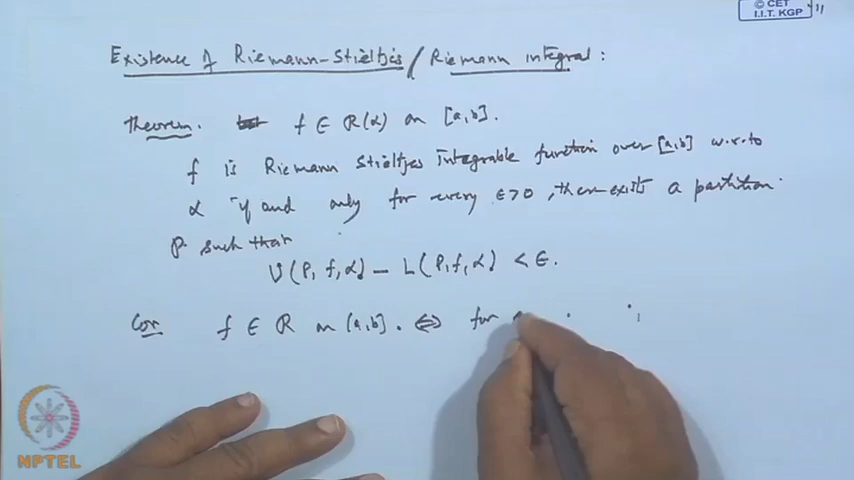 © CET
I.I.T. KGP
Existence of Riemann-Stieltjes / Riemann integral :
Theorem. f ∈ R(α) on [a,b].
f is Riemann Stieltjes Integrable function over [a,b] w.r.to
α if and only for every ε>0, there exists a partition
P such that
U(P, f, α) - L(P, f, α) < ε.
Cor f ∈ R on [a,b]. ⇔ for
NPTEL